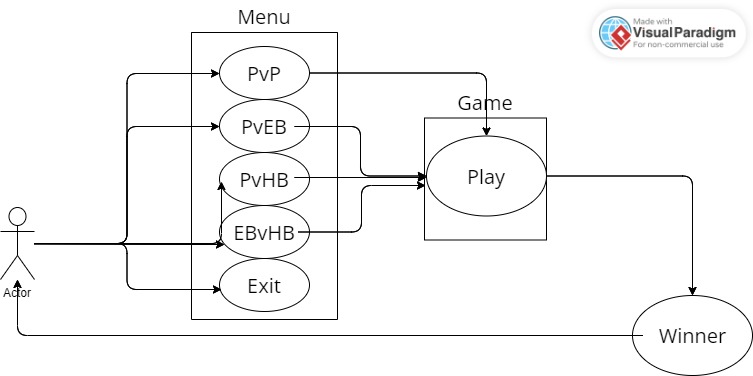 Menu
Made with
Visual Paradigm
For non-commercial use
PvP
Game
PvEB
PvHB
Play
EBvHB
Exit
Actor
Winner